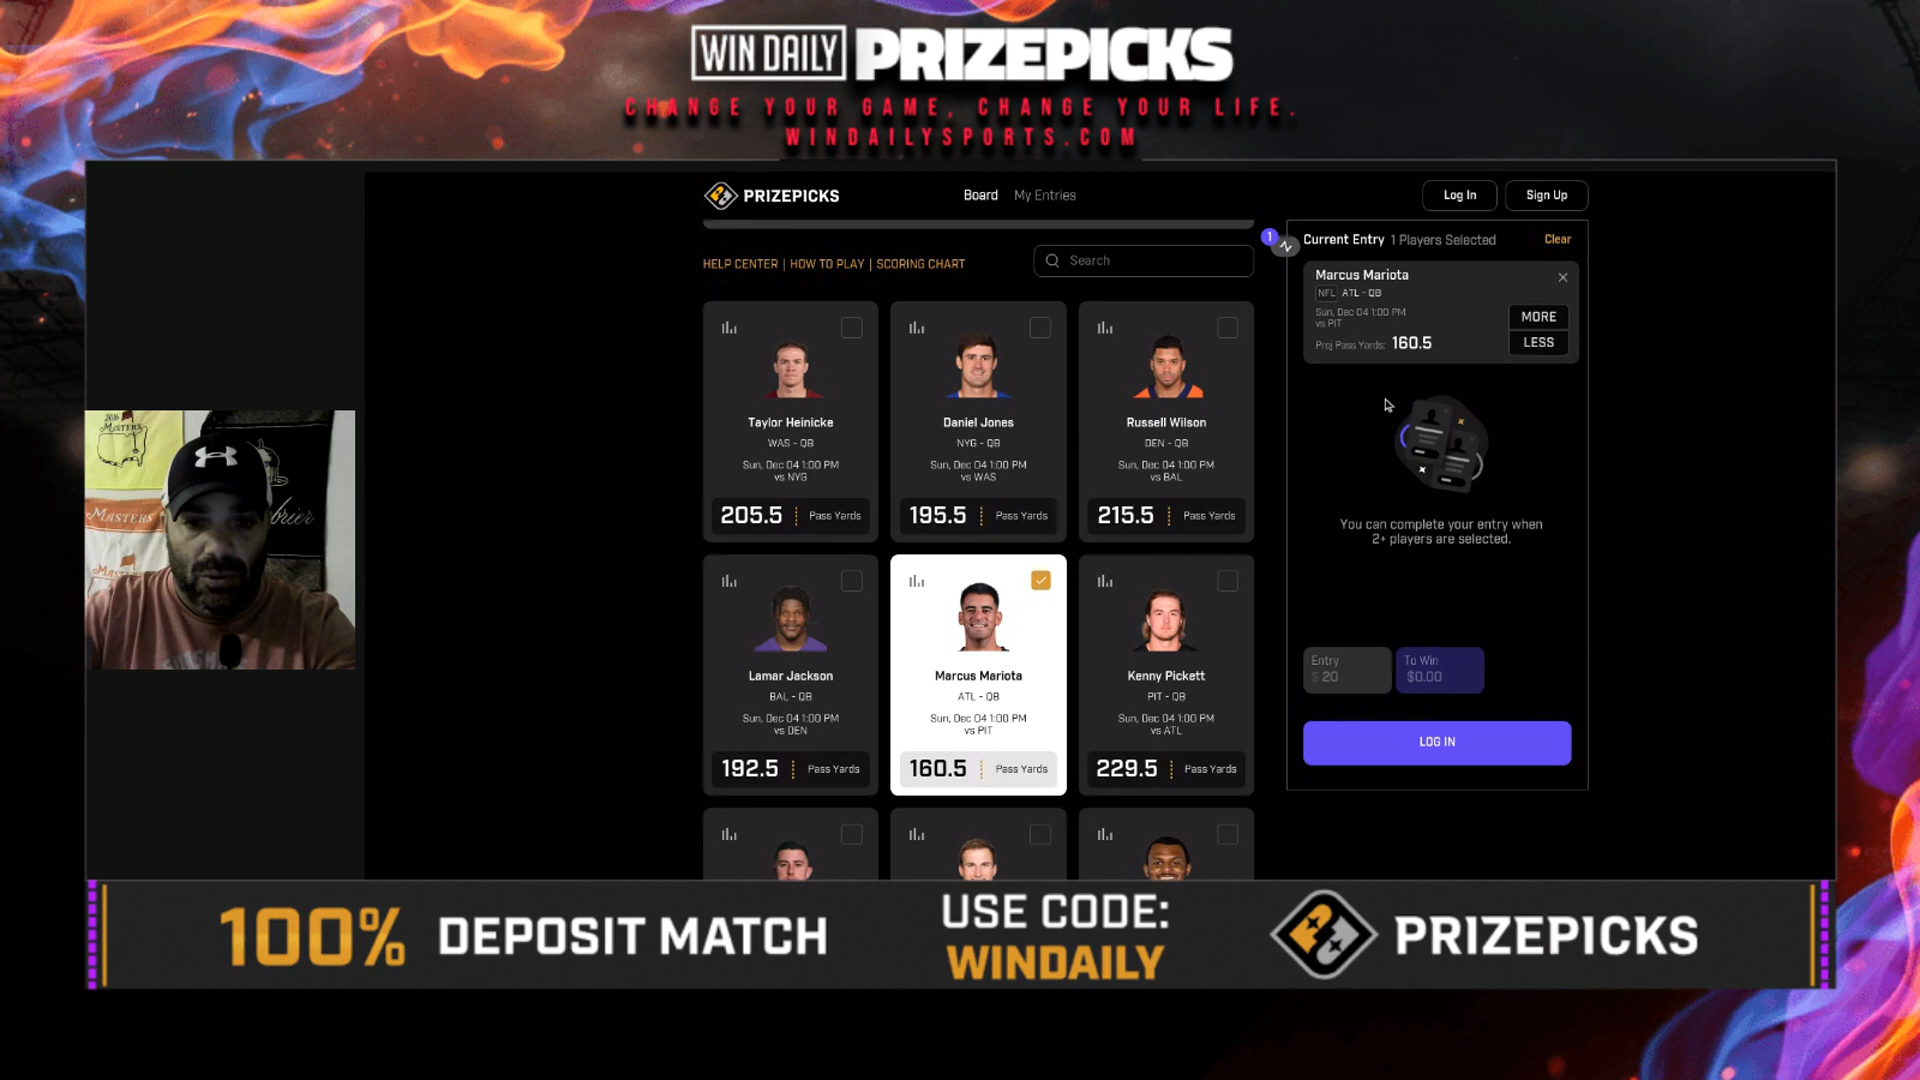 WIN DAILY PRIZEPICKS
CHANGE YOUR GAME, CHANGE YOUR LIFE.
WINDAILYSPORTS.COM
PRIZEPICKS
Board My Entries
Log In Sign Up
HELP CENTER | HOW TO PLAY | SCORING CHART
Search
1
Current Entry 1 Players Selected Clear
Marcus Mariota
NFL ATL - QB
Sun, Dec 04 1:00 PM
vs PIT
Proj Pass Yards: 160.5
MORE
LESS
Taylor Heinicke
WAS - QB
Sun, Dec 04 1:00 PM
vs NYG
205.5 Pass Yards
Daniel Jones
NYG - QB
Sun, Dec 04 1:00 PM
vs WAS
195.5 Pass Yards
Russell Wilson
DEN - QB
Sun, Dec 04 1:00 PM
vs BAL
215.5 Pass Yards
Lamar Jackson
BAL - QB
Sun, Dec 04 1:00 PM
vs DEN
192.5 Pass Yards
Marcus Mariota
ATL - QB
Sun, Dec 04 1:00 PM
vs PIT
160.5 Pass Yards
Kenny Pickett
PIT - QB
Sun, Dec 04 1:00 PM
vs ATL
229.5 Pass Yards
You can complete your entry when
2+ players are selected.
Entry
$ 20
To Win
$0.00
LOG IN
2016
MASTERS
MASTERS
100% DEPOSIT MATCH
USE CODE:
WINDAILY
PRIZEPICKS